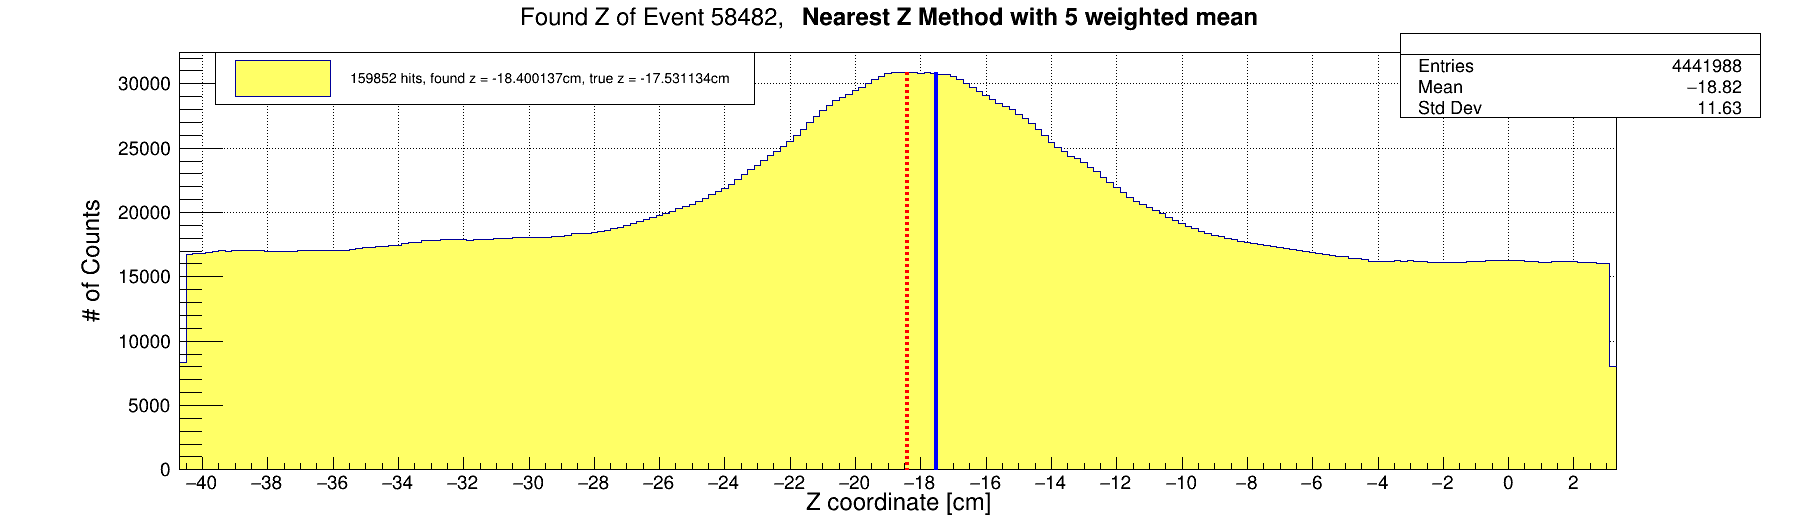 Found Z of Event 58482, Nearest Z Method with 5 weighted mean
159852 hits, found z = -18.400137cm, true z = -17.531134cm
Entries 4441988
Mean −18.82
Std Dev 11.63
30000
25000
20000
15000
10000
5000
0
# of Counts
−40 −38 −36 −34 −32 −30 −28 −26 −24 −22 −20 −18 −16 −14 −12 −10 −8 −6 −4 −2 0 2
Z coordinate [cm]